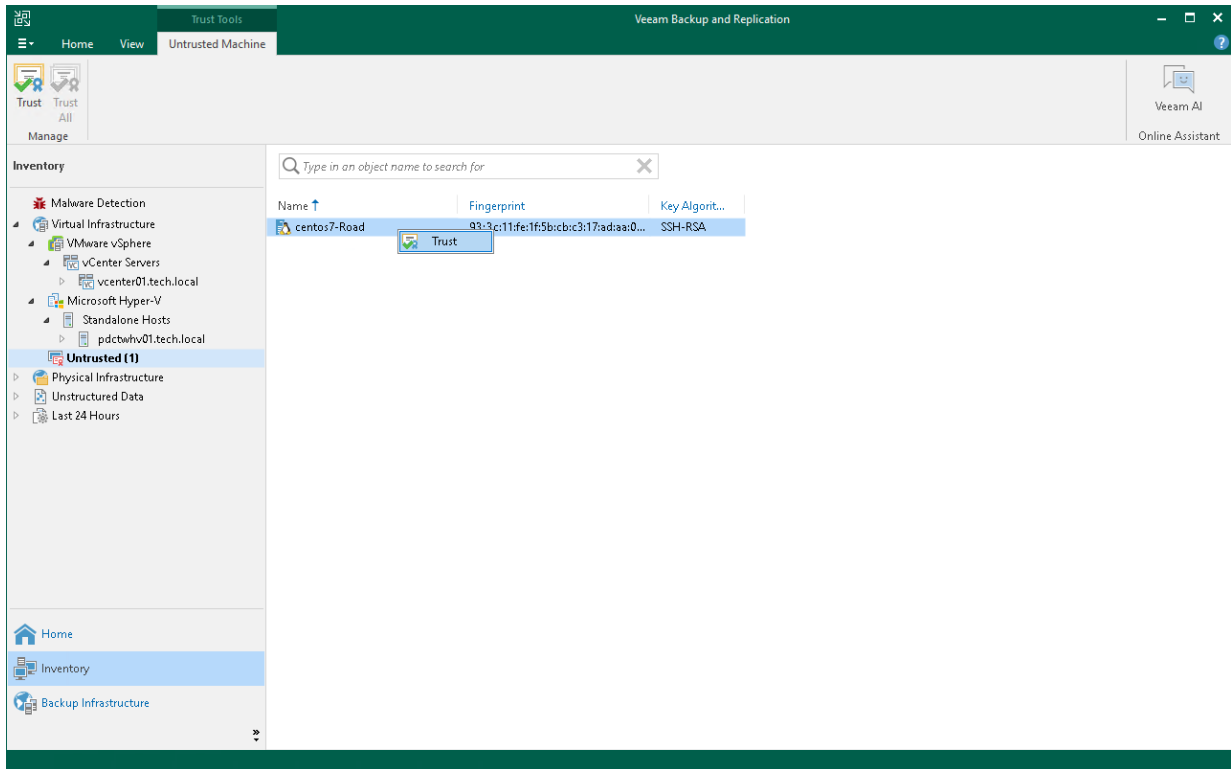 Trust Tools
Veeam Backup and Replication
Home View Untrusted Machine
Trust
Trust All
Manage
Veeam AI
Online Assistant
Inventory
Type in an object name to search for
Malware Detection
Virtual Infrastructure
VMware vSphere
vCenter Servers
vcenter01.tech.local
Microsoft Hyper-V
Standalone Hosts
pdctwhv01.tech.local
Untrusted (1)
Physical Infrastructure
Unstructured Data
Last 24 Hours
Name Fingerprint Key Algorit...
centos7-Road 93:3c:11:fe:1f:5b:cb:c3:17:ad:aa:0... SSH-RSA
Trust
Home
Inventory
Backup Infrastructure